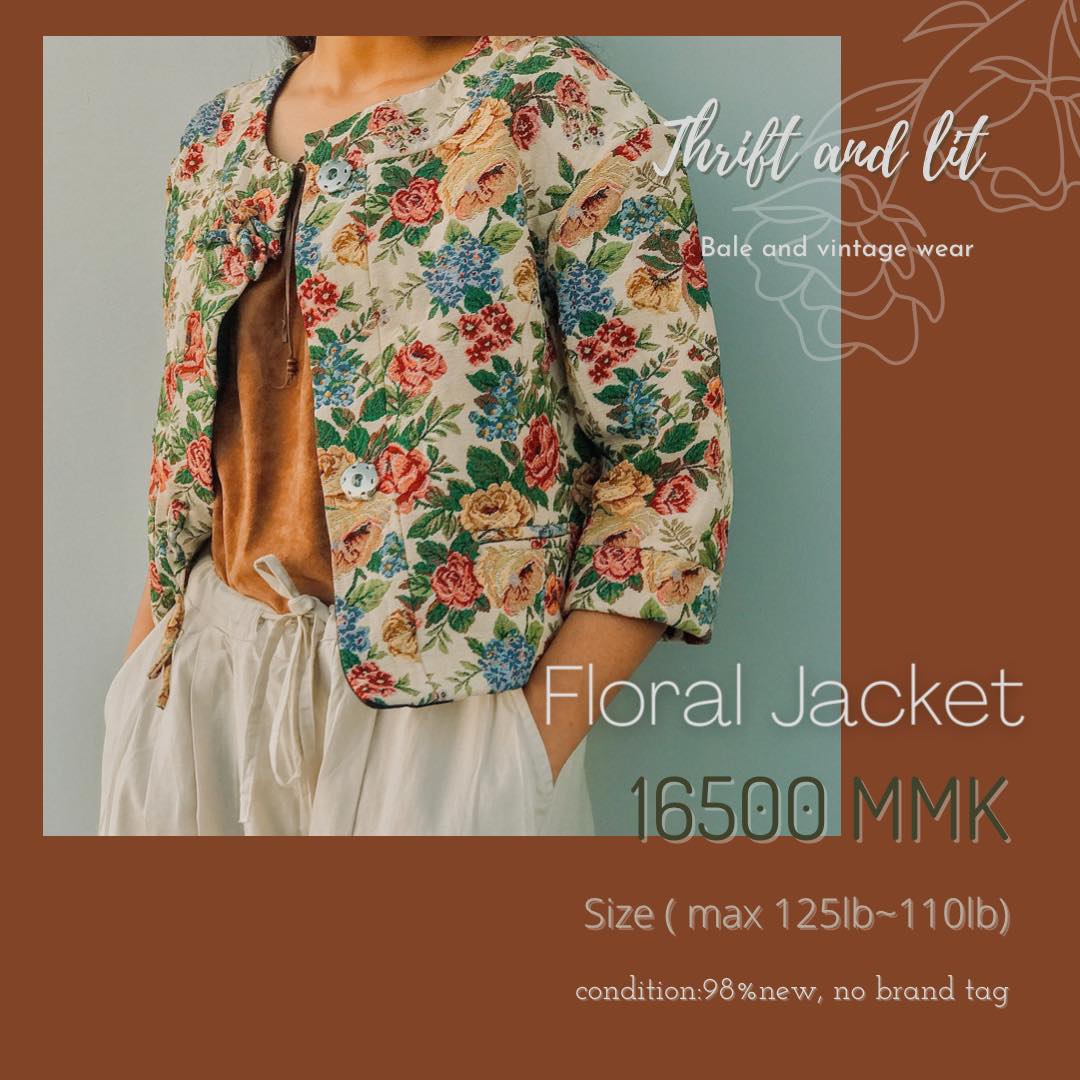 Thrift and lit
Bale and vintage wear
Floral Jacket
16500 MMK
Size ( max 125lb~110lb)
condition:98%new, no brand tag